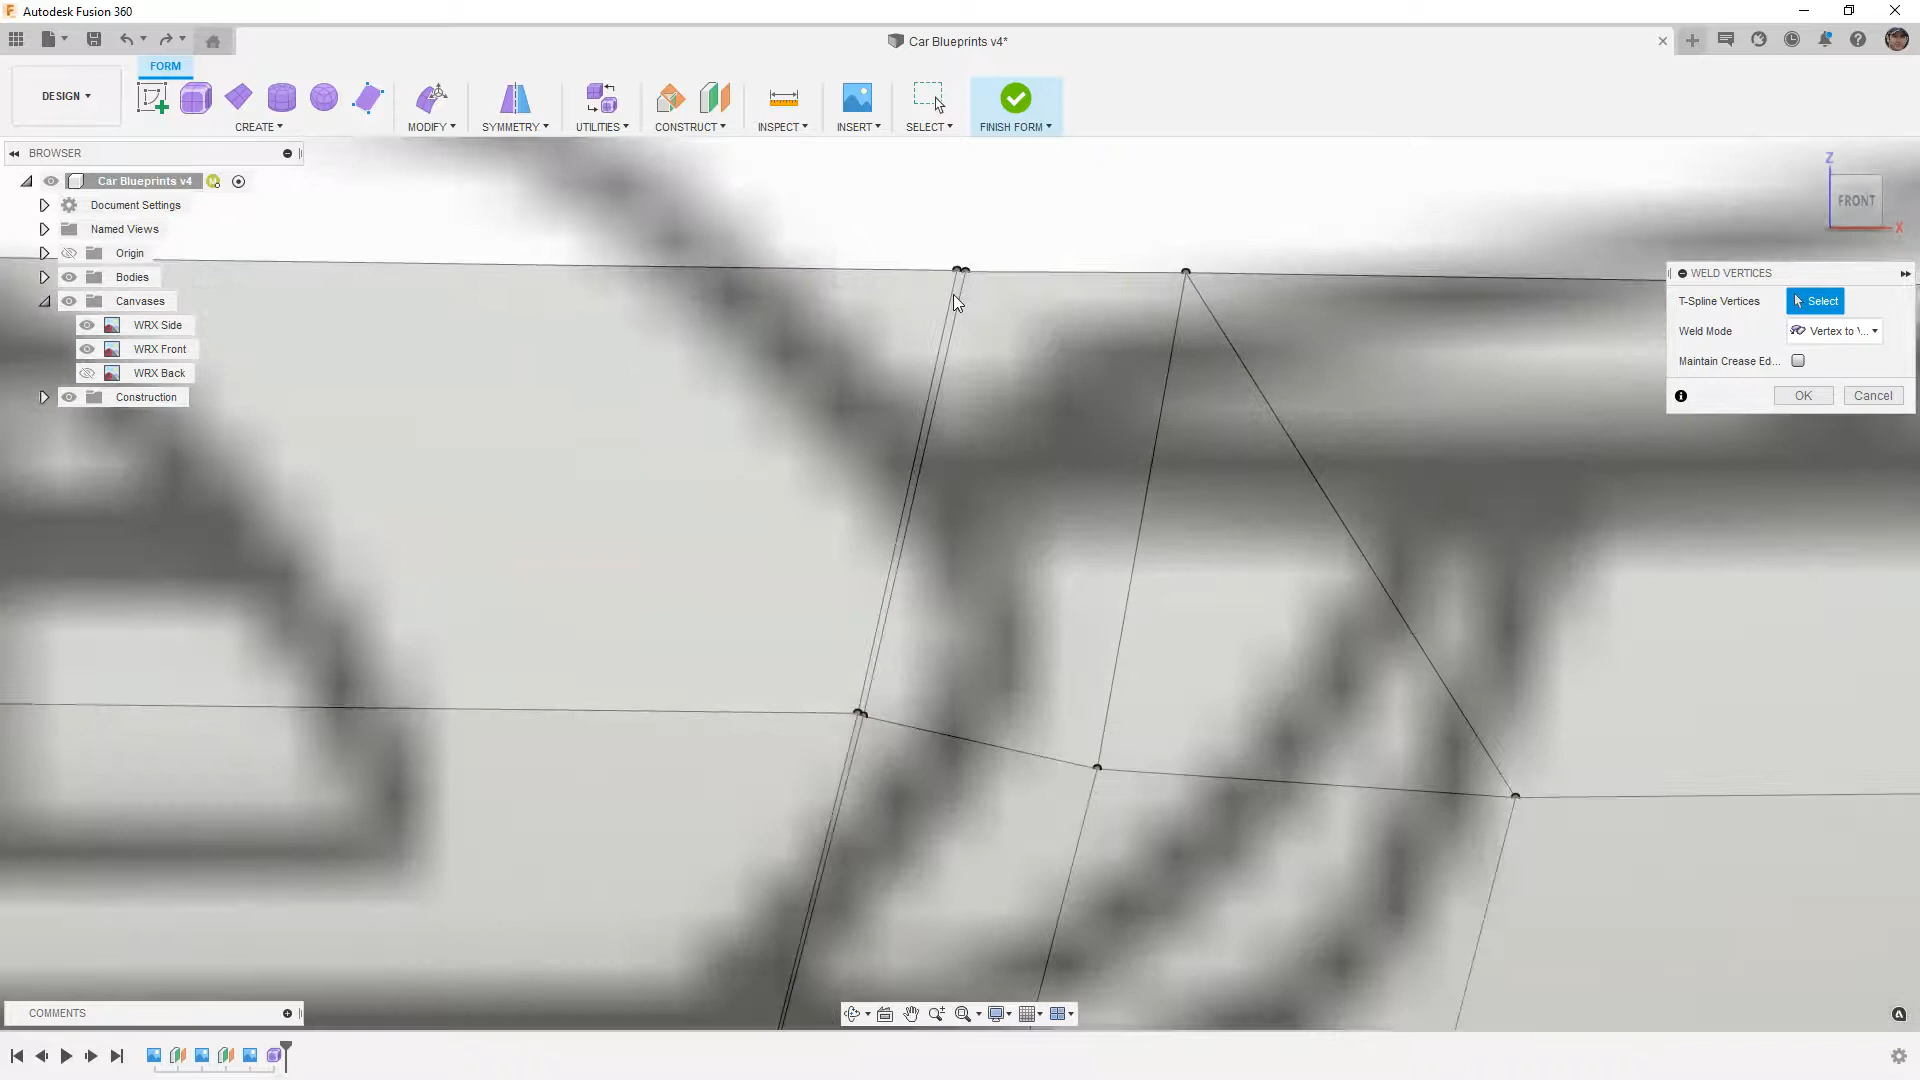 Autodesk Fusion 360
Car Blueprints v4*
FORM
DESIGN
CREATE
MODIFY
SYMMETRY
UTILITIES
CONSTRUCT
INSPECT
INSERT
SELECT
FINISH FORM
BROWSER
Car Blueprints v4
Document Settings
Named Views
Origin
Bodies
Canvases
WRX Side
WRX Front
WRX Back
Construction
Z
FRONT
X
WELD VERTICES
T-Spline Vertices
Select
Weld Mode
Vertex to \...
Maintain Crease Ed...
OK
Cancel
COMMENTS